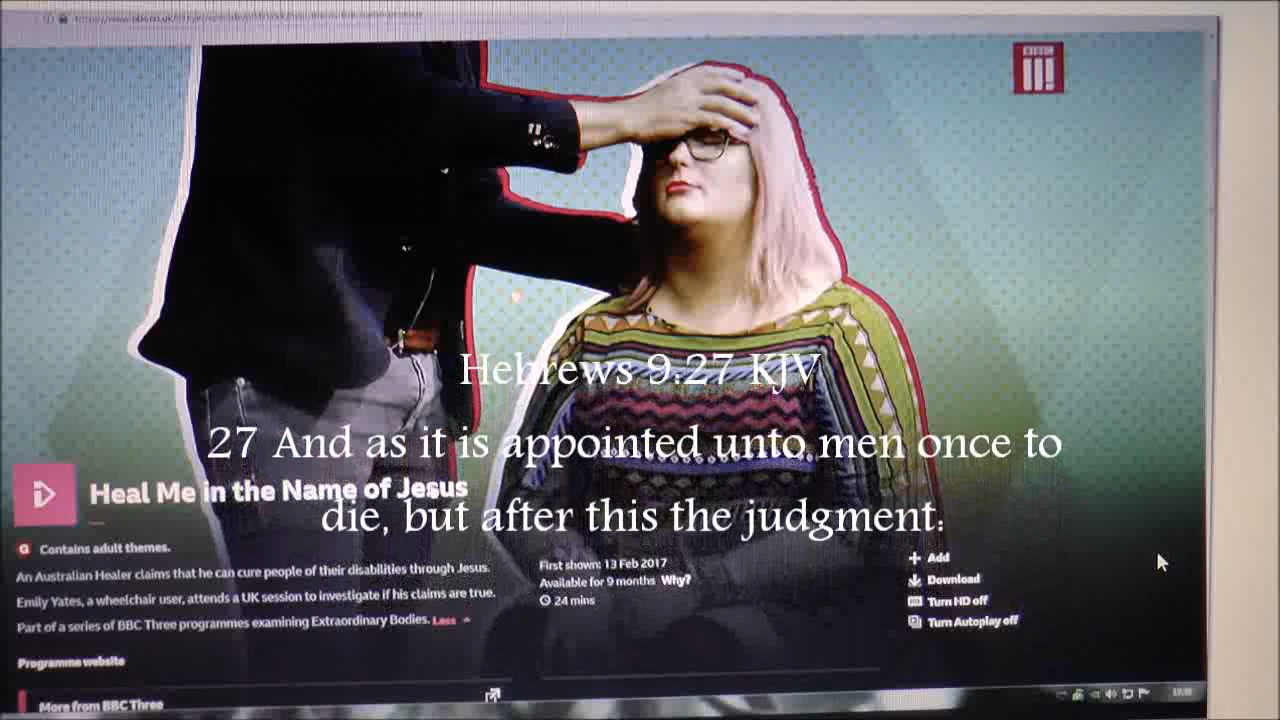 BBC
Hebrews 9:27 KJV
27 And as it is appointed unto men once to
die, but after this the judgment:
Heal Me in the Name of Jesus
G Contains adult themes.
An Australian Healer claims that he can cure people of their disabilities through Jesus.
Emily Yates, a wheelchair user, attends a UK session to investigate if his claims are true.
Part of a series of BBC Three programmes examining Extraordinary Bodies. Less
Programme website
More from BBC Three
First shown: 13 Feb 2017
Available for 9 months Why?
24 mins
Add
Download
Turn HD off
Turn Autoplay off